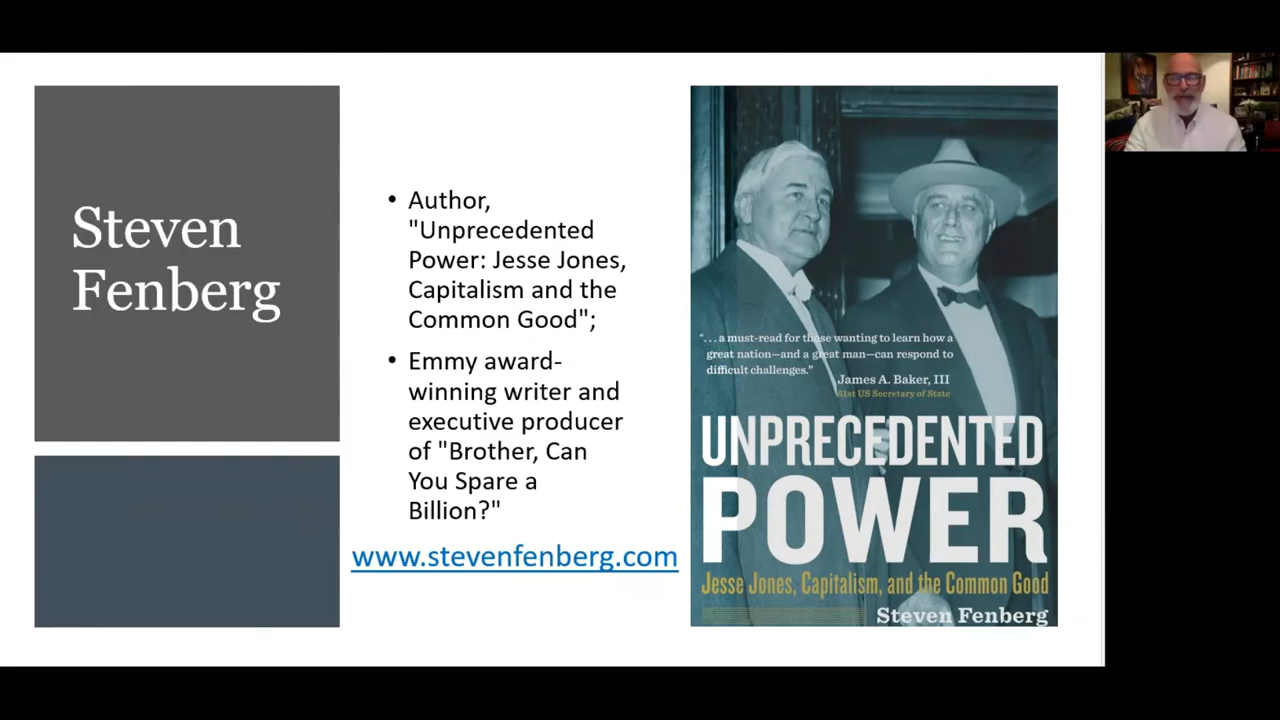 Steven
Fenberg
• Author,
"Unprecedented
Power: Jesse Jones,
Capitalism and the
Common Good";
• Emmy award-
winning writer and
executive producer
of "Brother, Can
You Spare a
Billion?"
www.stevenfenberg.com
“. . . a must-read for those wanting to learn how a
great nation—and a great man—can respond to
difficult challenges.”
James A. Baker, III
61st US Secretary of State
UNPRECEDENTED
POWER
Jesse Jones, Capitalism, and the Common Good
Steven Fenberg